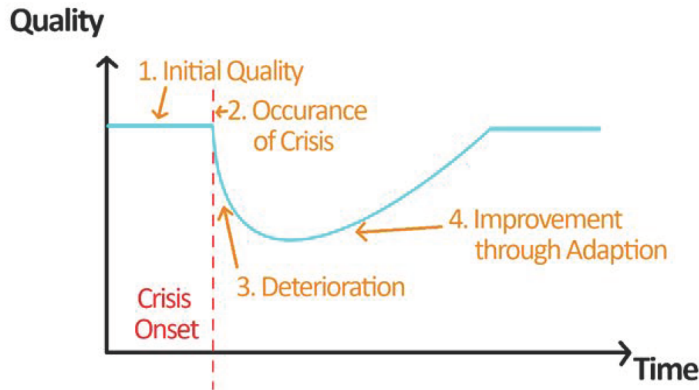 Quality
1. Initial Quality
2. Occurance
of Crisis
4. Improvement
through Adaption
3. Deterioration
Crisis
Onset
Time